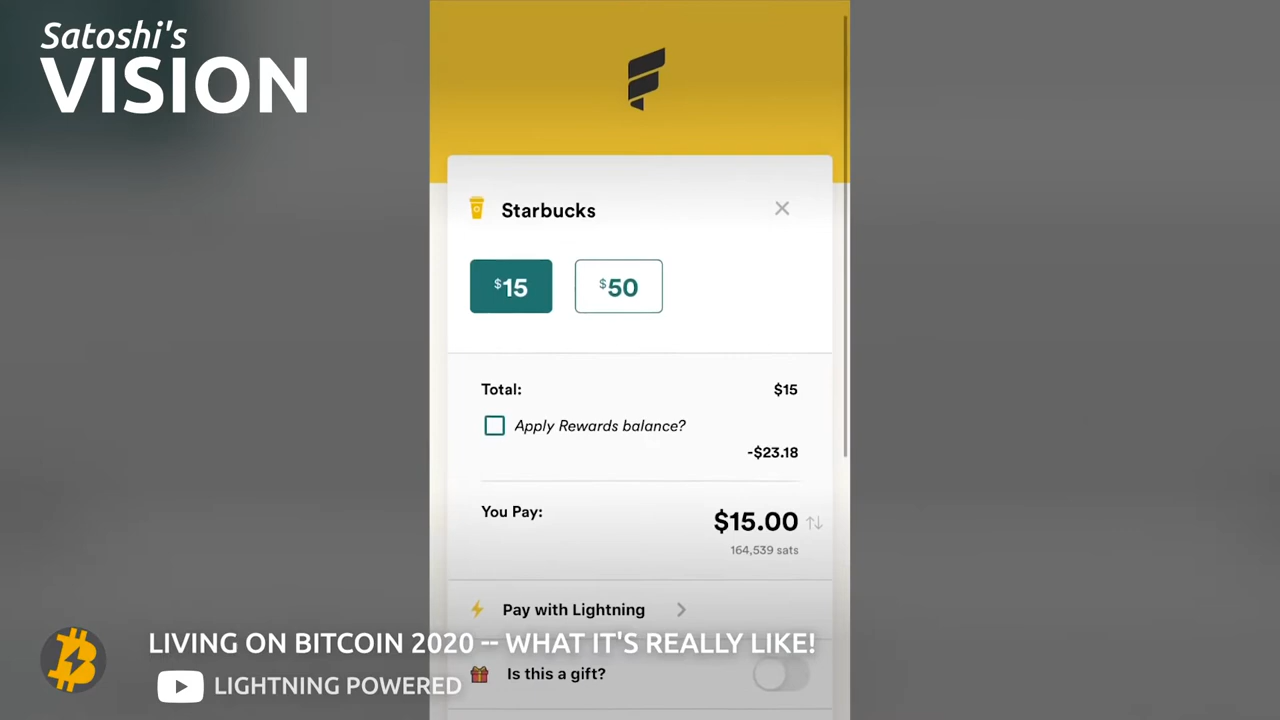 Satoshi's
VISION
Starbucks
$15
$50
Total:
$15
Apply Rewards balance?
-$23.18
You Pay:
$15.00
164,539 sats
Pay with Lightning
LIVING ON BITCOIN 2020 -- WHAT IT'S REALLY LIKE!
Is this a gift?
LIGHTNING POWERED